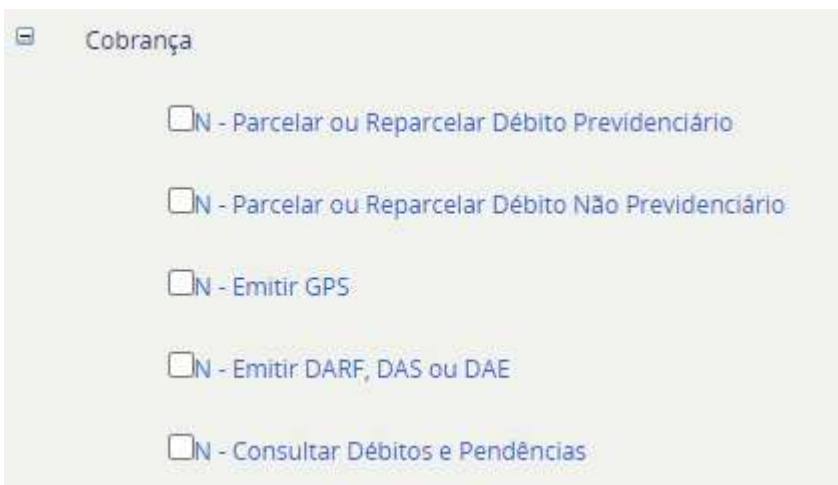 Cobrança
N - Parcelar ou Reparcelar Débito Previdenciário
N - Parcelar ou Reparcelar Débito Não Previdenciário
N - Emitir GPS
N - Emitir DARF, DAS ou DAE
N - Consultar Débitos e Pendências